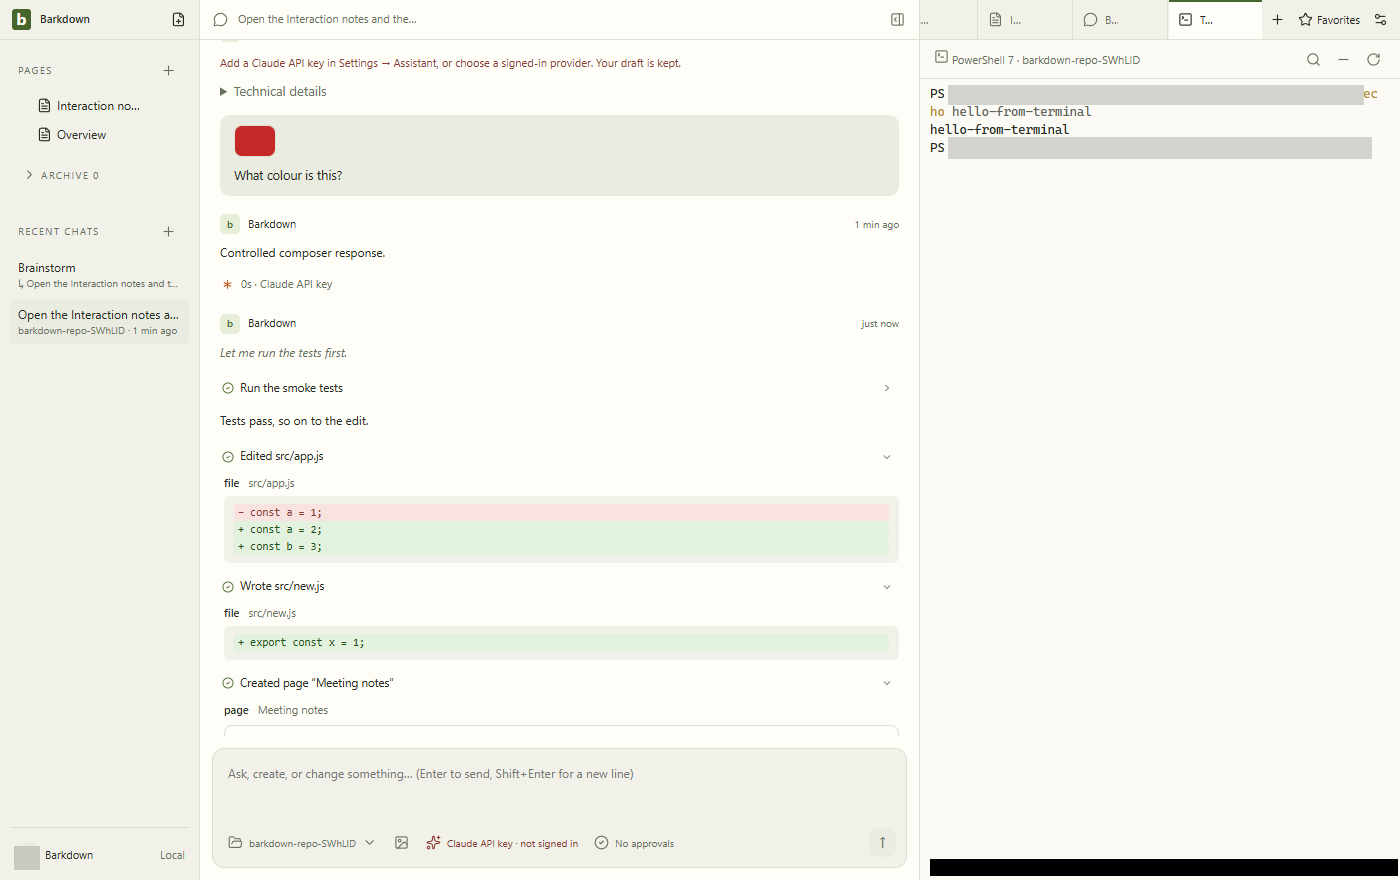 b Barkdown
PAGES
Interaction no...
Overview
ARCHIVE 0
RECENT CHATS
Brainstorm
↳ Open the Interaction notes and t...
Open the Interaction notes a...
barkdown-repo-SWhLID · 1 min ago
Barkdown Local
Open the Interaction notes and the...
Add a Claude API key in Settings → Assistant, or choose a signed-in provider. Your draft is kept.
Technical details
What colour is this?
b Barkdown 1 min ago
Controlled composer response.
0s · Claude API key
b Barkdown just now
Let me run the tests first.
Run the smoke tests
Tests pass, so on to the edit.
Edited src/app.js
file src/app.js
- const a = 1;
+ const a = 2;
+ const b = 3;
Wrote src/new.js
file src/new.js
+ export const x = 1;
Created page “Meeting notes”
page Meeting notes
Ask, create, or change something... (Enter to send, Shift+Enter for a new line)
barkdown-repo-SWhLID Claude API key · not signed in No approvals
... I... B... T... Favorites
PowerShell 7 · barkdown-repo-SWhLID
PS ec
ho hello-from-terminal
hello-from-terminal
PS